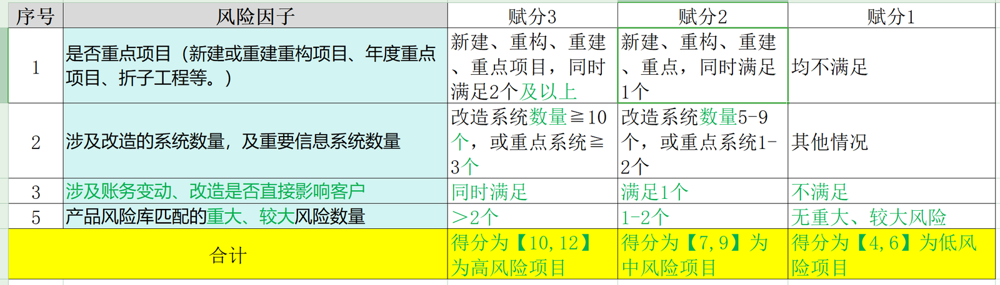 序号
风险因子
赋分3
赋分2
赋分1
1
是否重点项目（新建或重建重构项目、年度重点
项目、折子工程等。）
新建、重构、重建
、重点项目，同时
满足2个及以上
新建、重构、重建
、重点，同时满足
1个
均不满足
2
涉及改造的系统数量，及重要信息系统数量
改造系统数量≧10
个，或重点系统≧
3个
改造系统数量5-9
个，或重点系统1-
2个
其他情况
3
涉及账务变动、改造是否直接影响客户
同时满足
满足1个
不满足
5
产品风险库匹配的重大、较大风险数量
＞2个
1-2个
无重大、较大风险
合计
得分为【10,12】
为高风险项目
得分为【7,9】为
中风险项目
得分为【4,6】为低风
险项目